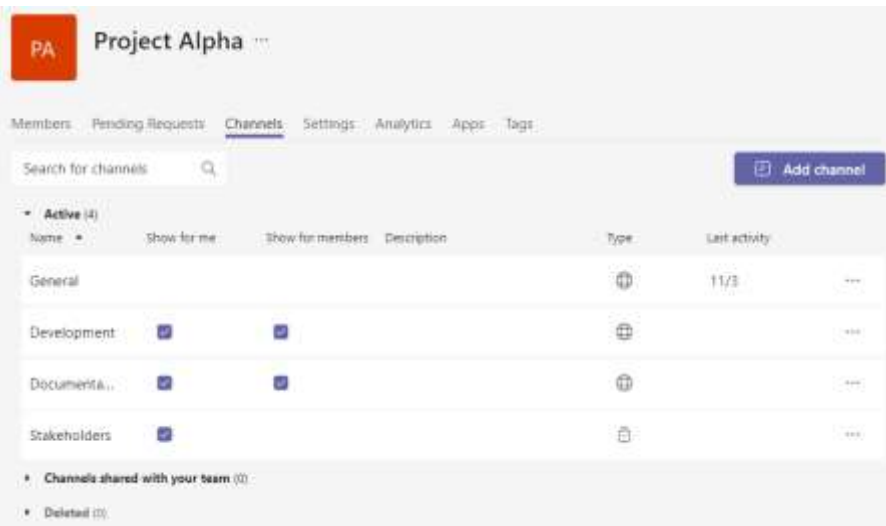 PA
Project Alpha ...
Members Pending Requests Channels Settings Analytics Apps Tags
Search for channels
Add channel
Active (4)
Name Show for me Show for members Description Type Last activity
General 11/3
Development
Documenta...
Stakeholders
Channels shared with your team (0)
Deleted (0)